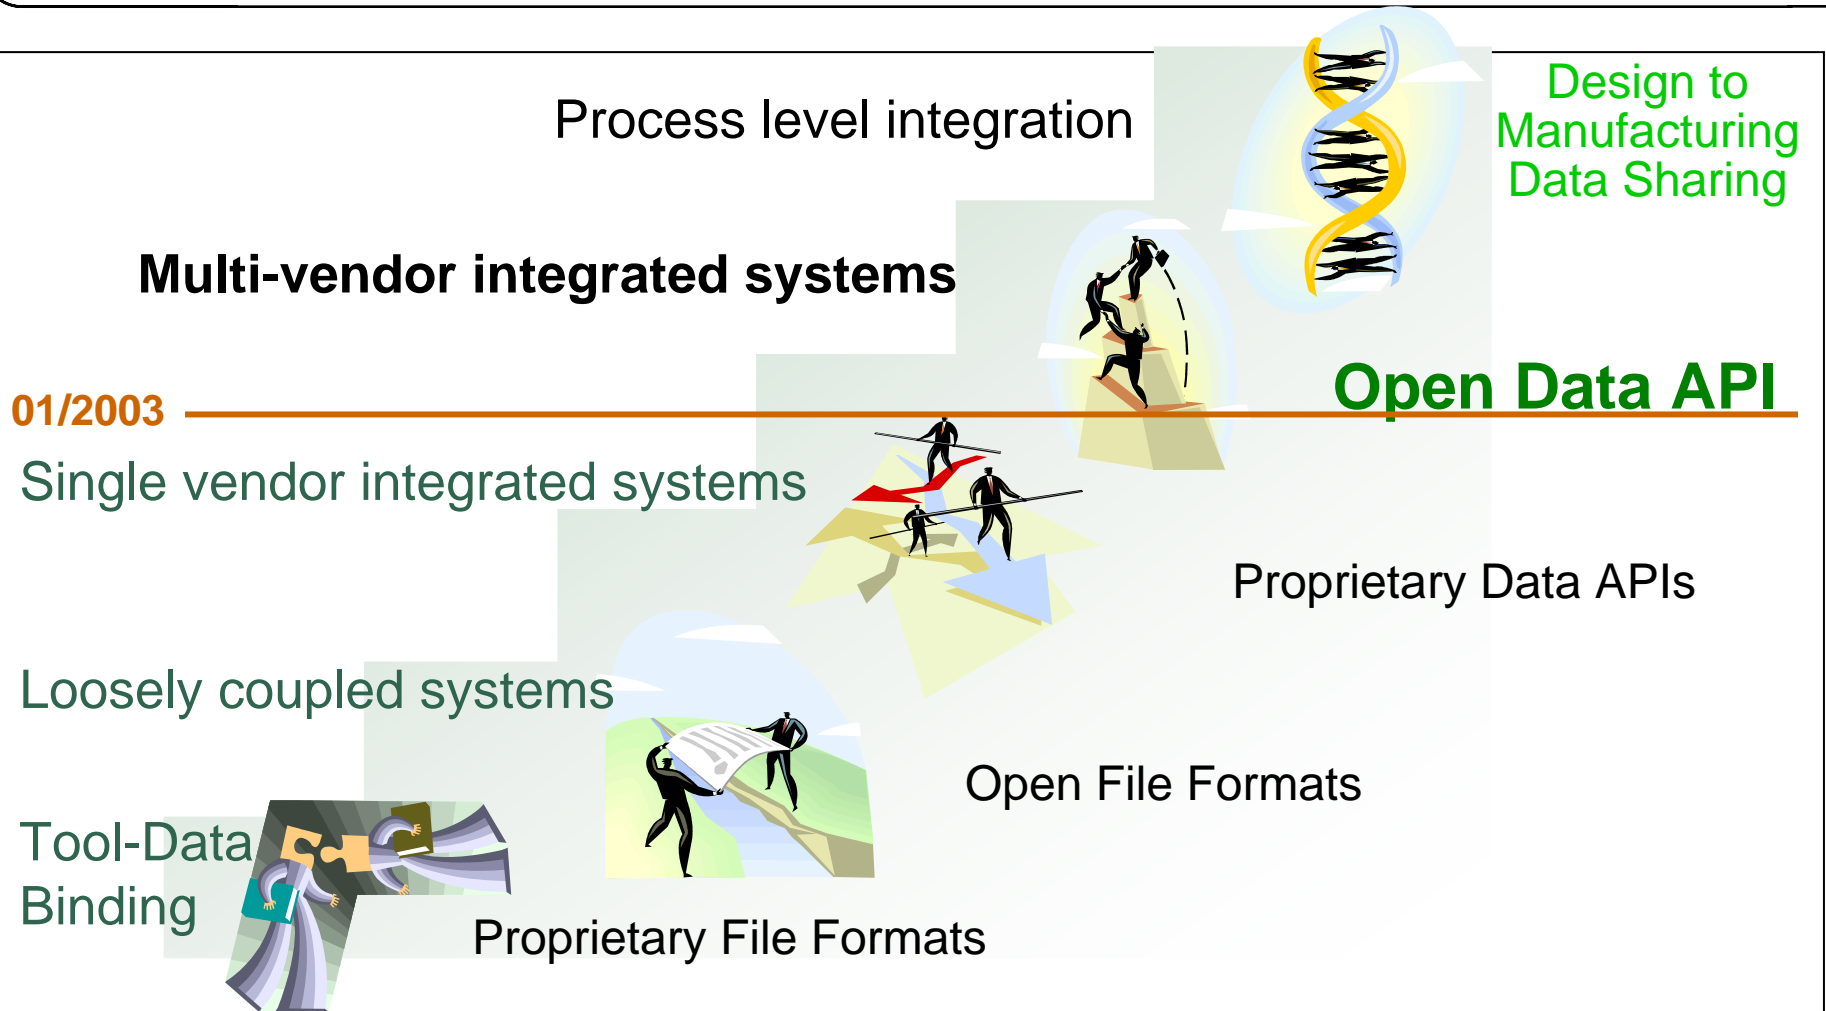 Process level integration
Design to
Manufacturing
Data Sharing
Multi-vendor integrated systems
Open Data API
01/2003
Single vendor integrated systems
Proprietary Data APIs
Loosely coupled systems
Open File Formats
Tool-Data
Binding
Proprietary File Formats